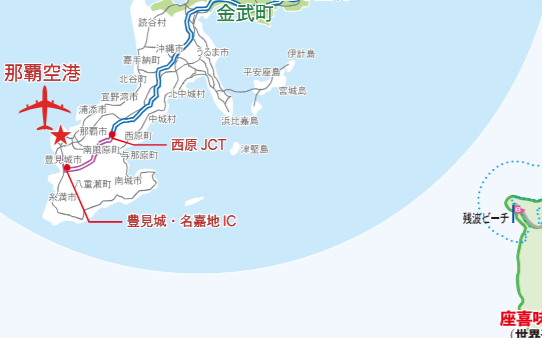 金武町
読谷村
沖縄市
うるま市
嘉手納町
伊計島
那覇空港
北谷町
平安座島
宮城島
宜野湾市
北中城村
浦添市
中城村
浜比嘉島
那覇市
西原町
西原 JCT
南風原町
与那原町
津堅島
豊見城市
八重瀬町
南城市
糸満市
豊見城・名嘉地 IC
残波ビーチ
座喜味
(世界